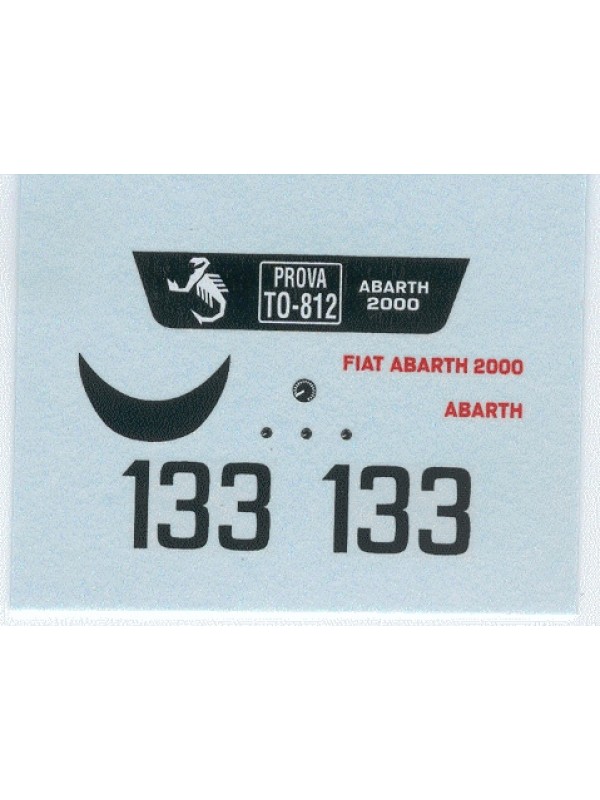 PROVA
TO-812
ABARTH
2000
FIAT ABARTH 2000
ABARTH
133
133